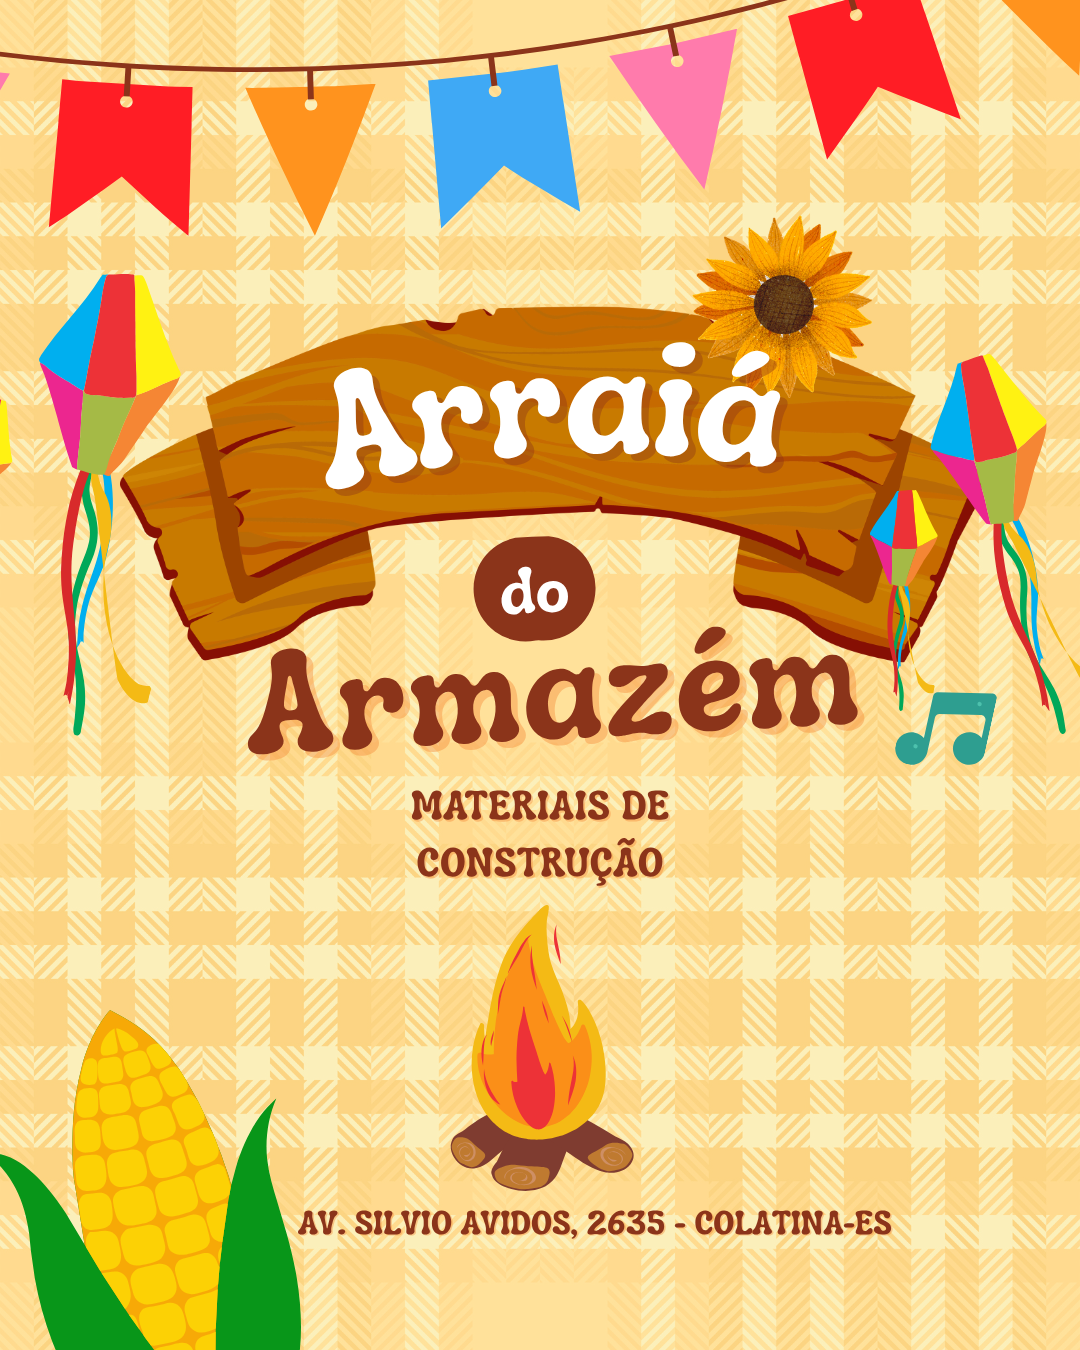 Arraiá
do
Armazém
MATERIAIS DE
CONSTRUÇÃO
AV. SILVIO AVIDOS, 2635 - COLATINA-ES